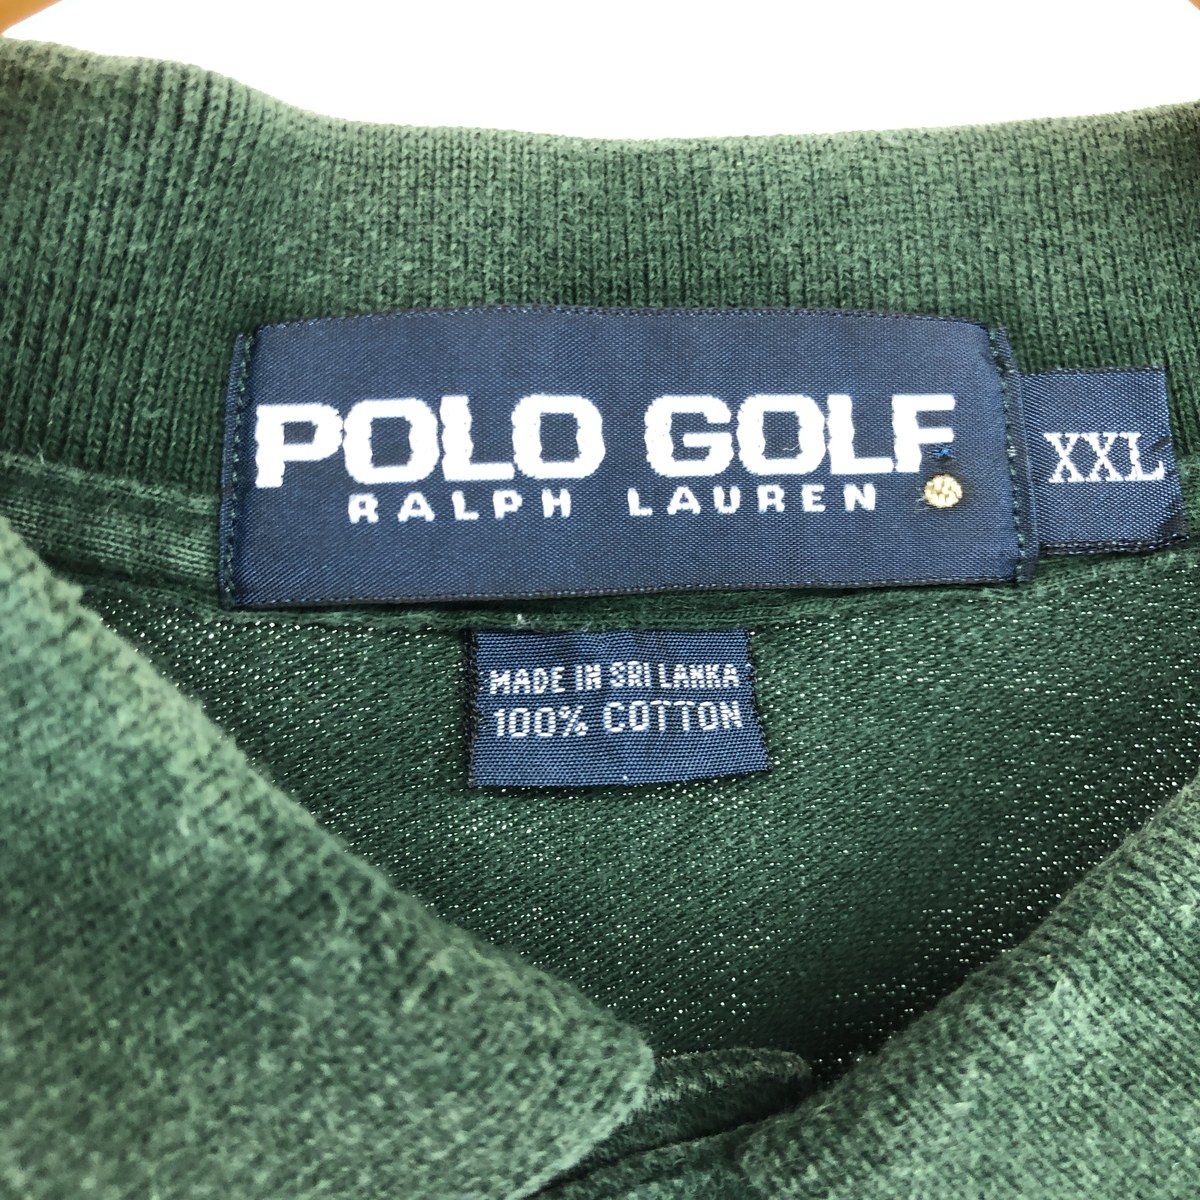 POLO GOLF
RALPH LAUREN
XXL
MADE IN SRI LANKA
100% COTTON